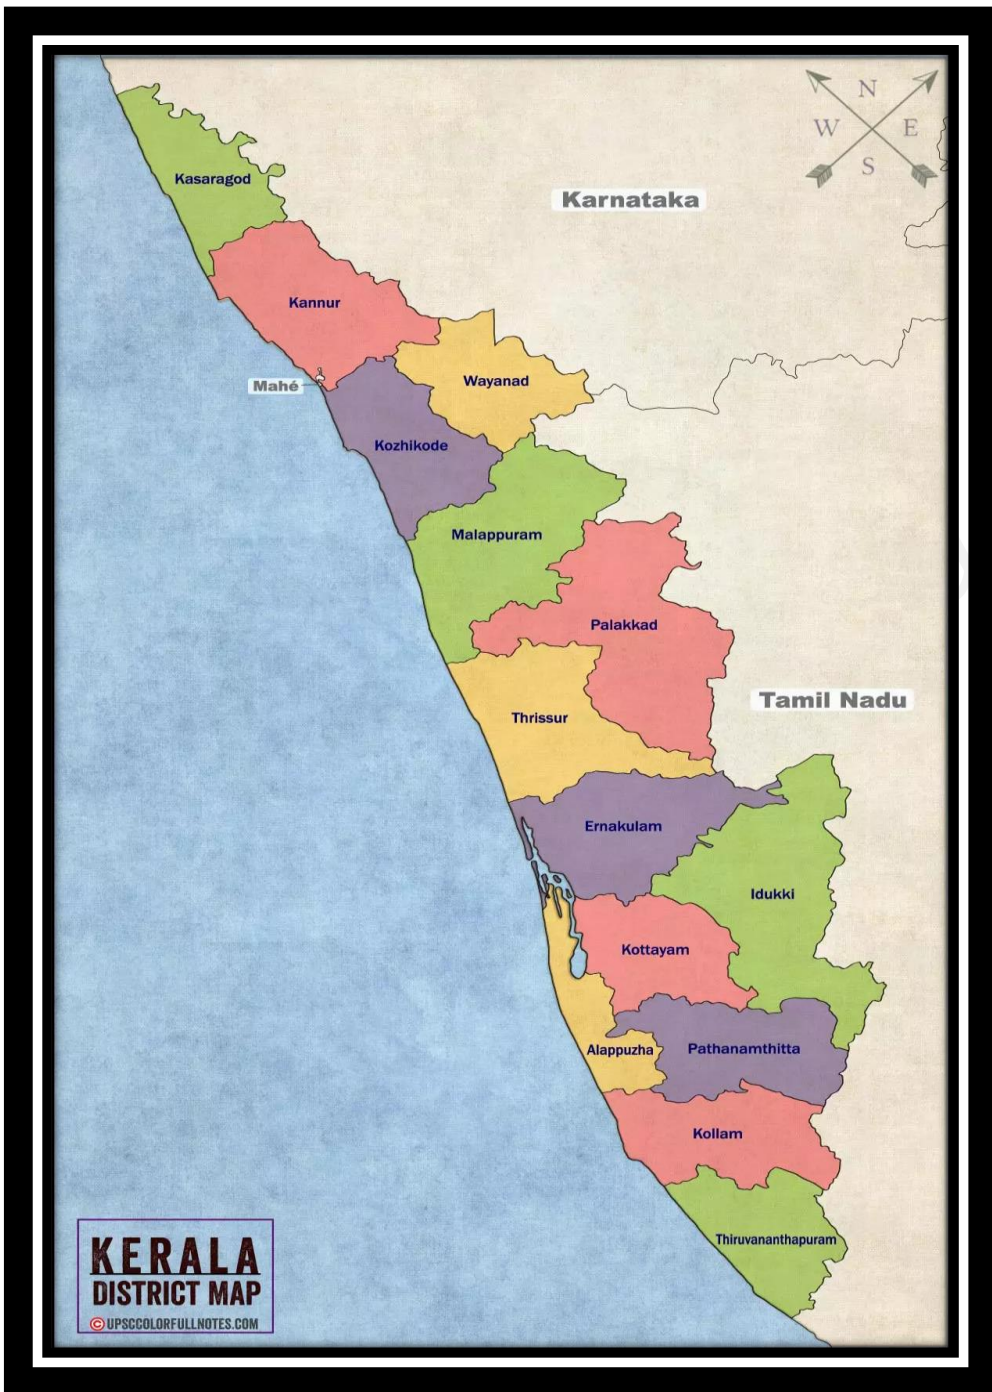 N
W E
S
Kasaragod
Karnataka
Kannur
Wayanad
Mahé
Kozhikode
Malappuram
Palakkad
Tamil Nadu
Thrissur
Ernakulam
Idukki
Kottayam
Alappuzha
Pathanamthitta
Kollam
Thiruvananthapuram
KERALA
DISTRICT MAP
©UPSCCOLORFULLNOTES.COM